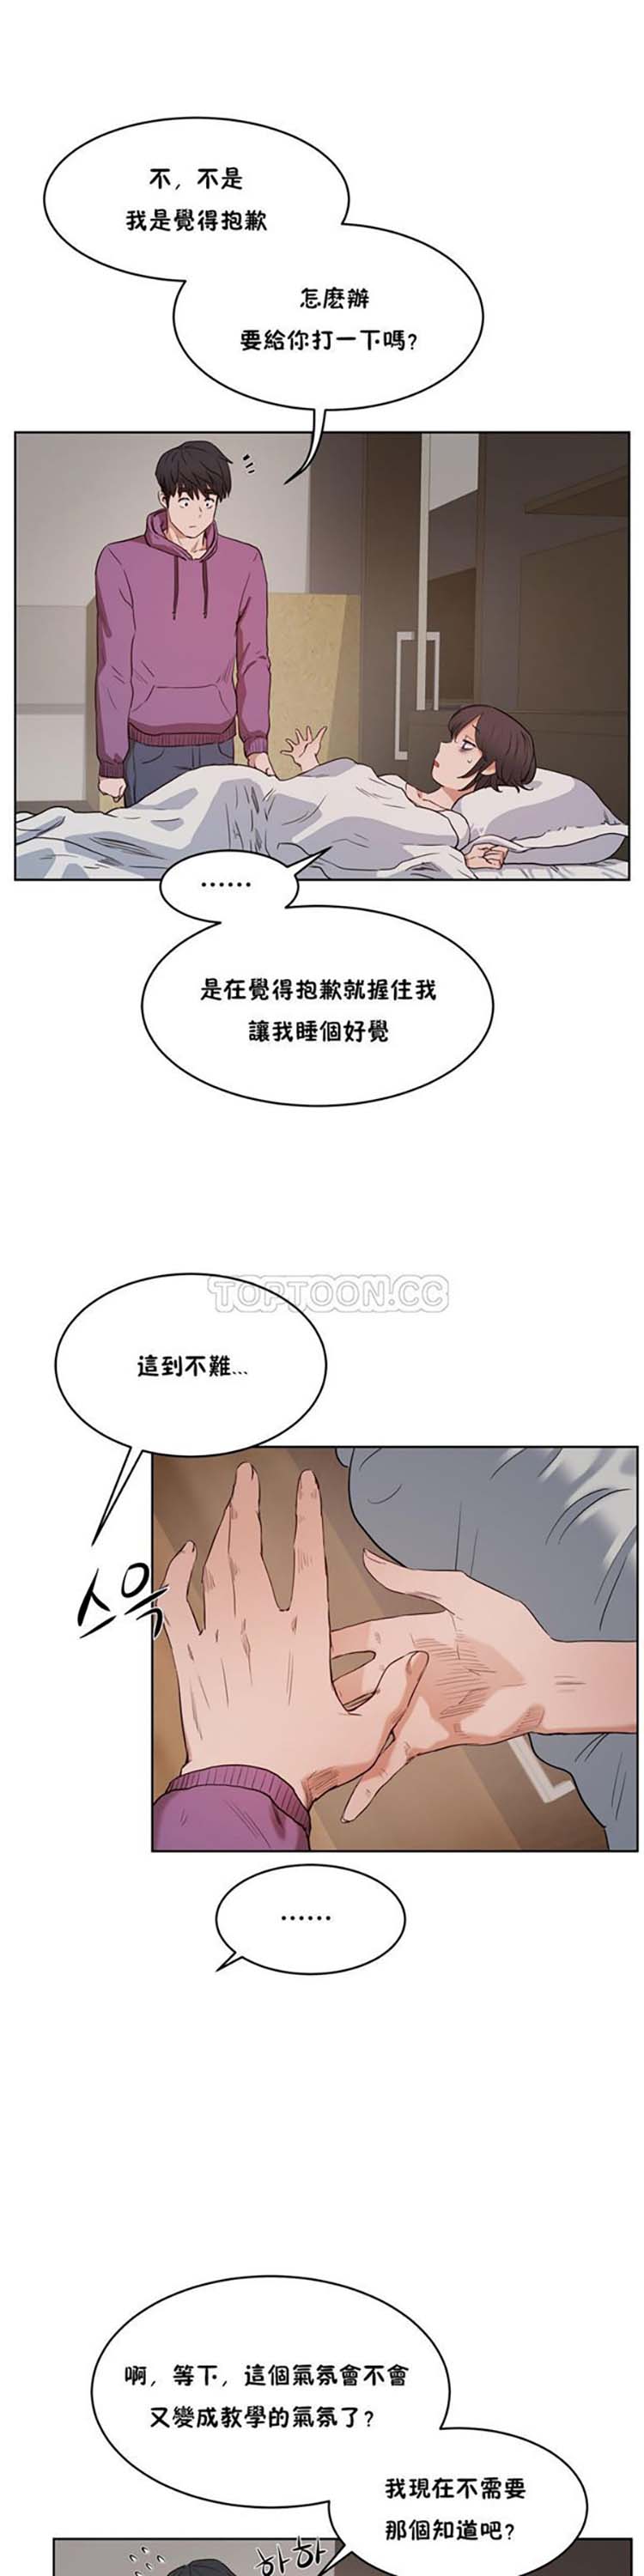 不，不是
我是覺得抱歉
怎麽辦
要給你打一下嗎?
......
是在覺得抱歉就握住我
讓我睡個好覺
TOPTOON.CC
這到不難...
스윽
......
啊，等下，這個氣氛會不會
又變成教學的氣氛了?
我現在不需要
那個知道吧?
하하